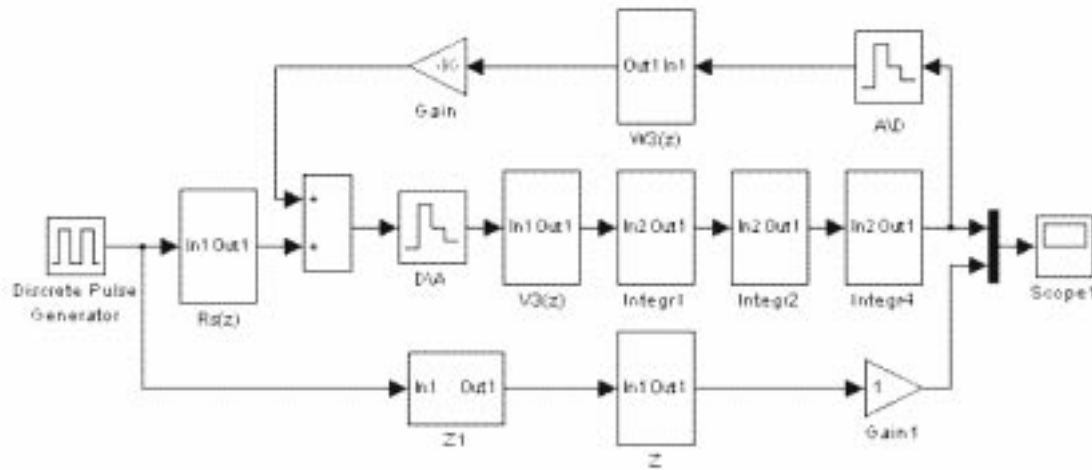 Gain
Out1 In1
W3(z)
A\D
+
+
In1 Out1
Discrete Pulse
Generator
Rs(z)
D\A
In1 Out1
V3(z)
In2 Out1
Integr1
In2 Out1
Integr2
In2 Out1
Integr4
Scope1
In1 Out1
Z1
In1 Out1
Z
1
Gain1